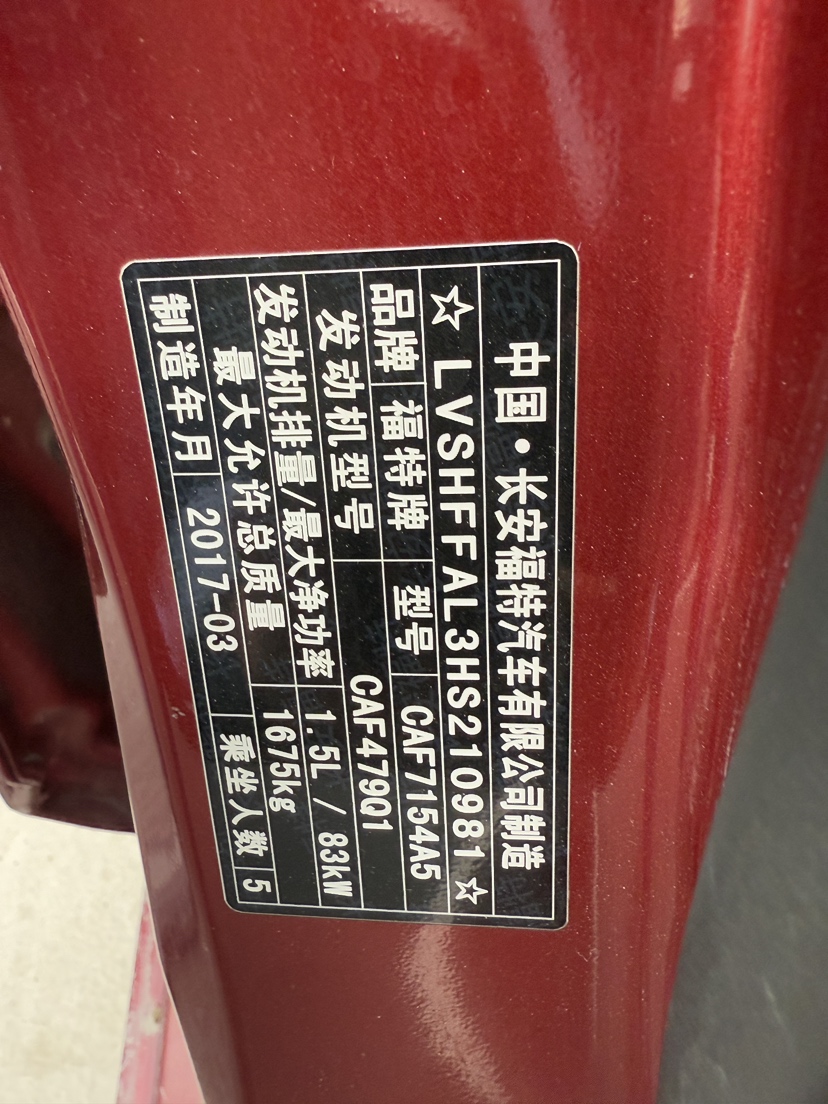 中国·长安福特汽车有限公司制造
☆LVSHFFAL3HS210981☆
品牌 福特牌 型号 CAF7154A5
发动机型号 CAF479Q1
发动机排量/最大净功率 1.5L / 83kW
最大允许总质量 1675kg
制造年月 2017-03 乘坐人数 5